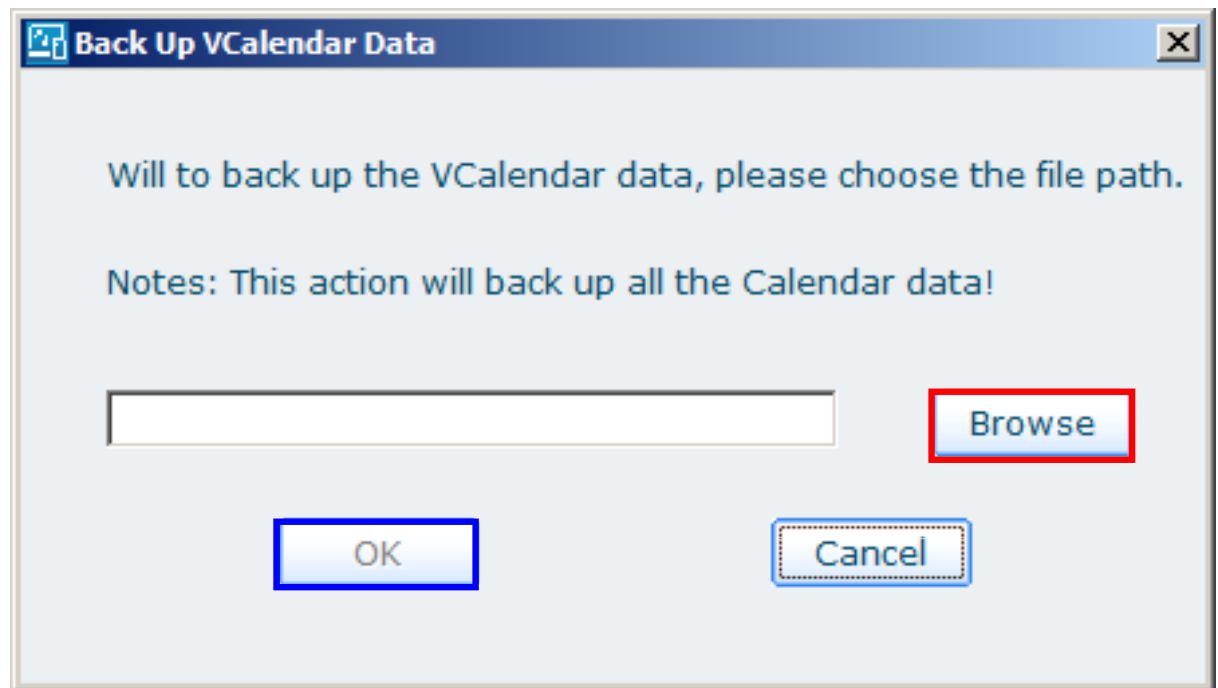 Back Up VCalendar Data
Will to back up the VCalendar data, please choose the file path.
Notes: This action will back up all the Calendar data!
Browse
OK
Cancel